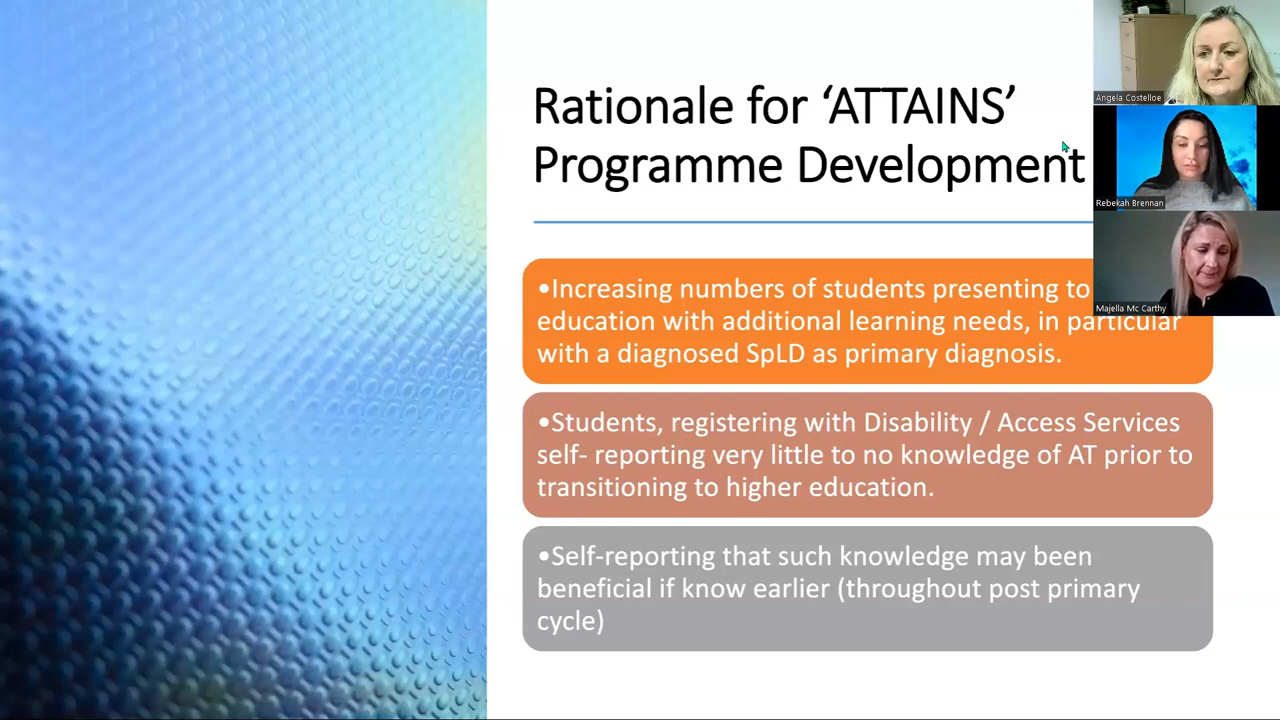 Rationale for ‘ATTAINS’
Programme Development
•Increasing numbers of students presenting to
education with additional learning needs, in particular
with a diagnosed SpLD as primary diagnosis.
•Students, registering with Disability / Access Services
self- reporting very little to no knowledge of AT prior to
transitioning to higher education.
•Self-reporting that such knowledge may been
beneficial if know earlier (throughout post primary
cycle)
Angela Costelloe
Rebekah Brennan
Majella Mc Carthy